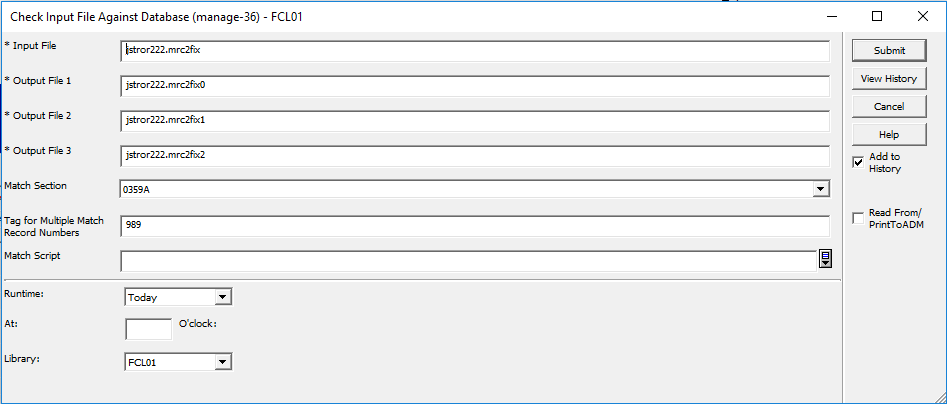 Check Input File Against Database (manage-36) - FCL01
* Input File
jstror222.mrc2fix
Submit
* Output File 1
jstror222.mrc2fix0
View History
* Output File 2
jstror222.mrc2fix1
Cancel
* Output File 3
jstror222.mrc2fix2
Help
Add to
History
Match Section
0359A
Tag for Multiple Match
Record Numbers
989
Read From/
PrintToADM
Match Script
Runtime:
Today
At:
O'clock:
Library:
FCL01